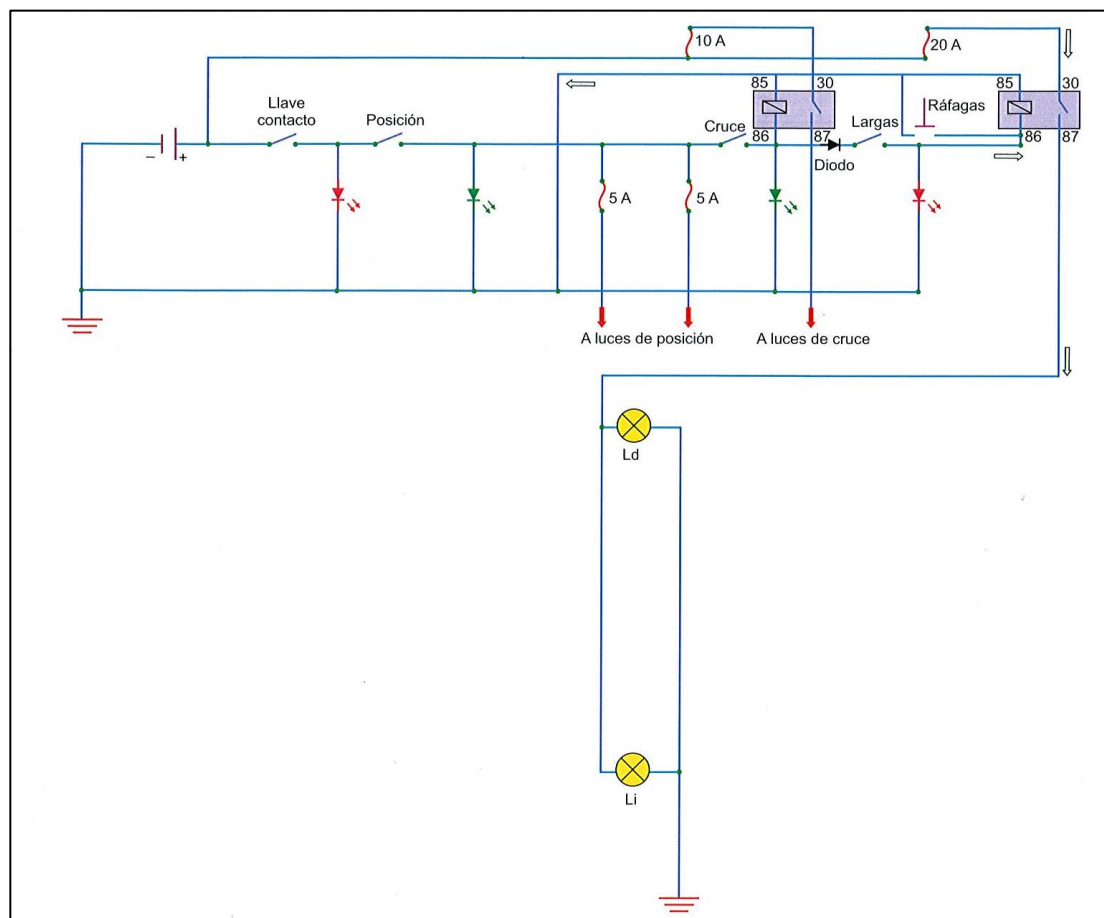 10 A
20 A
85
30
85
30
Llave
contacto
Posición
Cruce
86
87
Largas
Ráfagas
86
87
− +
Diodo
5 A
5 A
A luces de posición
A luces de cruce
Ld
Li